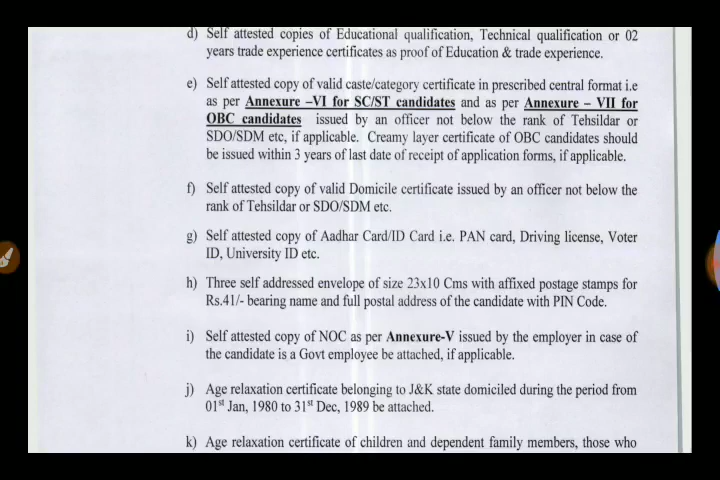 d) Self attested copies of Educational qualification, Technical qualification or 02
years trade experience certificates as proof of Education & trade experience.
e) Self attested copy of valid caste/category certificate in prescribed central format i.e
as per Annexure –VI for SC/ST candidates and as per Annexure – VII for
OBC candidates issued by an officer not below the rank of Tehsildar or
SDO/SDM etc, if applicable. Creamy layer certificate of OBC candidates should
be issued within 3 years of last date of receipt of application forms, if applicable.
f) Self attested copy of valid Domicile certificate issued by an officer not below the
rank of Tehsildar or SDO/SDM etc.
g) Self attested copy of Aadhar Card/ID Card i.e. PAN card, Driving license, Voter
ID, University ID etc.
h) Three self addressed envelope of size 23x10 Cms with affixed postage stamps for
Rs.41/- bearing name and full postal address of the candidate with PIN Code.
i) Self attested copy of NOC as per Annexure-V issued by the employer in case of
the candidate is a Govt employee be attached, if applicable.
j) Age relaxation certificate belonging to J&K state domiciled during the period from
01st Jan, 1980 to 31st Dec, 1989 be attached.
k) Age relaxation certificate of children and dependent family members, those who